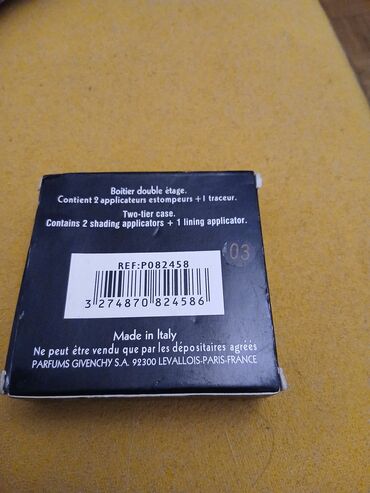 Boîtier double étage.
Contient 2 applicateurs estompeurs + 1 traceur.
Two-tier case.
Contains 2 shading applicators + 1 lining applicator.
03
REF:P082458
3 274870 824586
Made in Italy
Ne peut être vendu que par les dépositaires agréés
PARFUMS GIVENCHY S.A. 92300 LEVALLOIS-PARIS-FRANCE